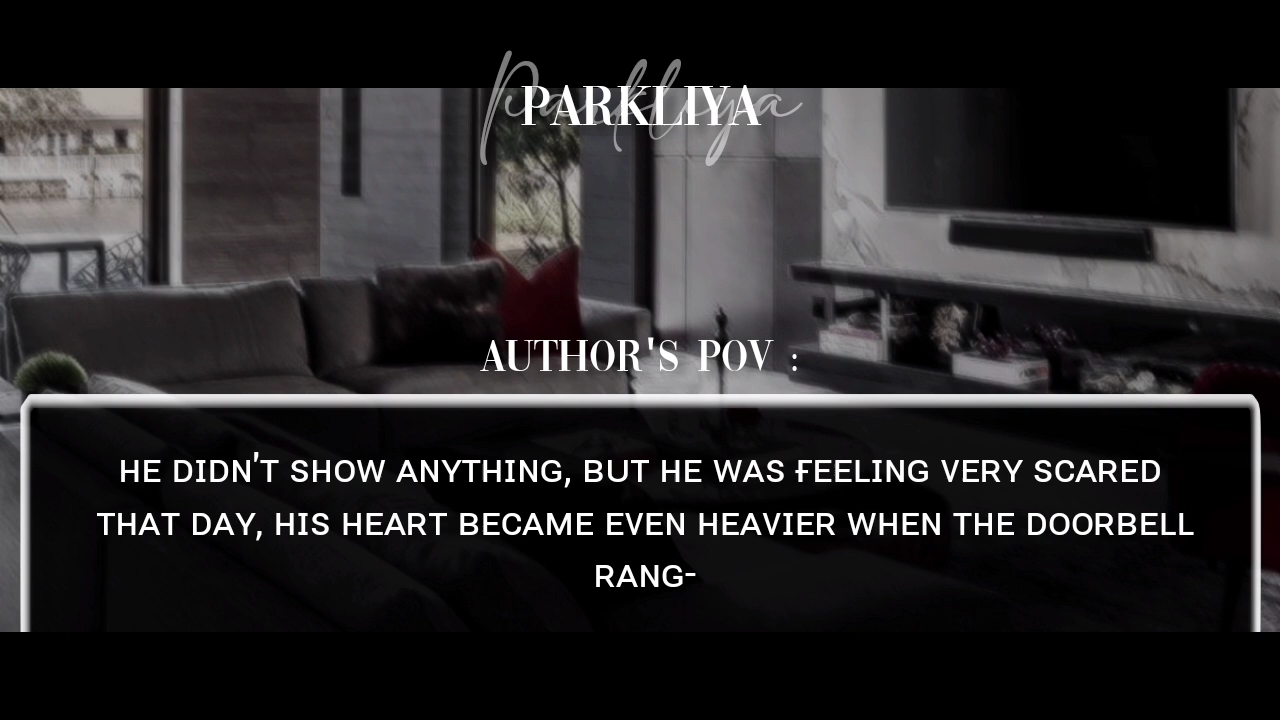 Parkliya
PARKLIYA
AUTHOR'S POV :
HE DIDN'T SHOW ANYTHING, BUT HE WAS FEELING VERY SCARED
THAT DAY, HIS HEART BECAME EVEN HEAVIER WHEN THE DOORBELL
RANG-